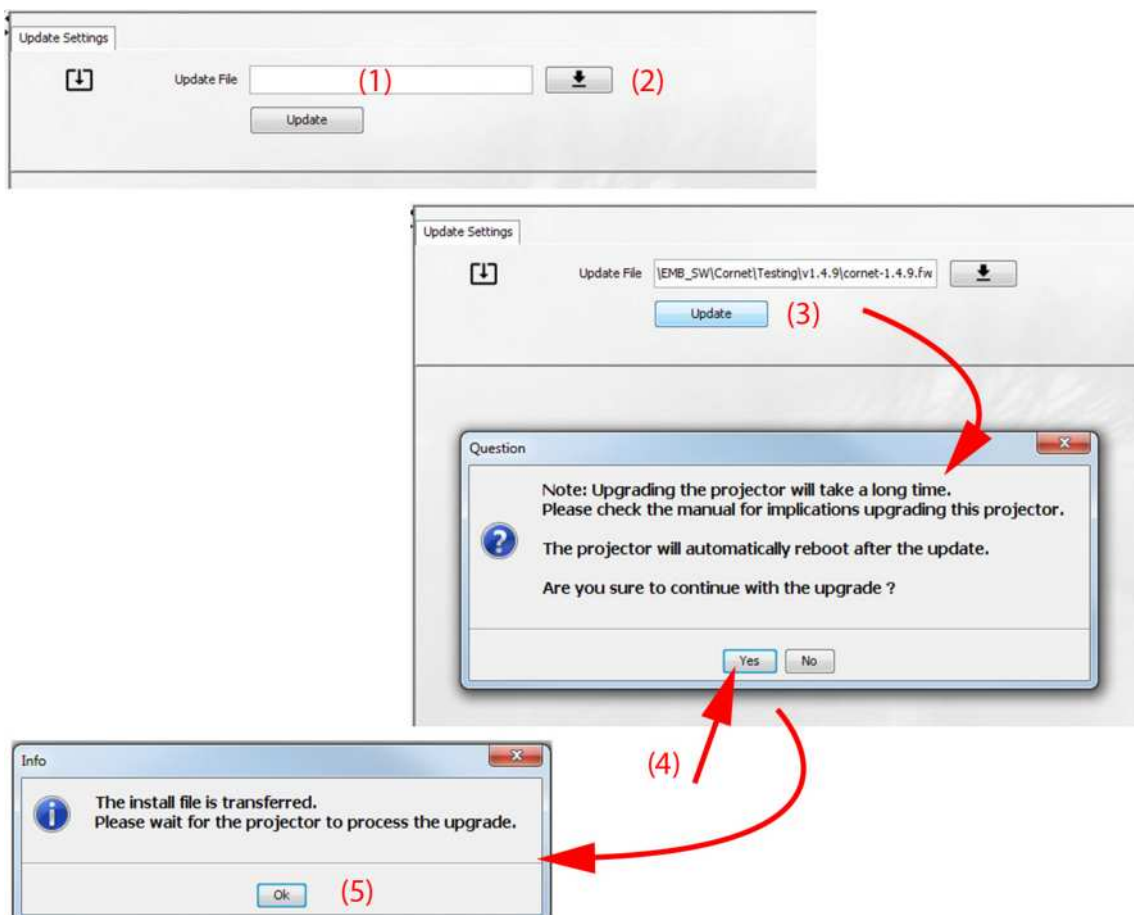 Update Settings
Update File (1) (2)
Update
Update Settings
Update File \EMB_SW\Cornet\Testing\v1.4.9\cornet-1.4.9.fw
Update (3)
Question
Note: Upgrading the projector will take a long time.
Please check the manual for implications upgrading this projector.
The projector will automatically reboot after the update.
Are you sure to continue with the upgrade ?
Yes No
(4)
Info
The install file is transferred.
Please wait for the projector to process the upgrade.
Ok (5)